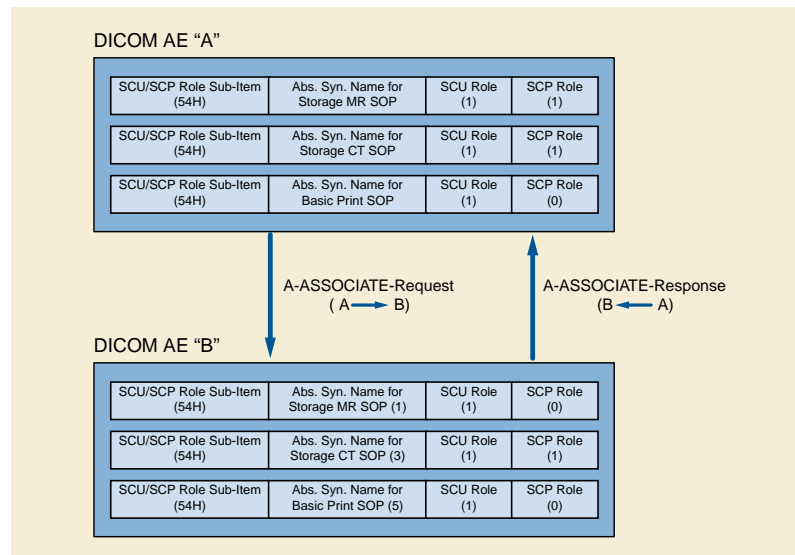 DICOM AE “A”
SCU/SCP Role Sub-Item
(54H)
Abs. Syn. Name for
Storage MR SOP
SCU Role
(1)
SCP Role
(1)
SCU/SCP Role Sub-Item
(54H)
Abs. Syn. Name for
Storage CT SOP
SCU Role
(1)
SCP Role
(1)
SCU/SCP Role Sub-Item
(54H)
Abs. Syn. Name for
Basic Print SOP
SCU Role
(1)
SCP Role
(0)
A-ASSOCIATE-Request
( A B)
A-ASSOCIATE-Response
(B A)
DICOM AE “B”
SCU/SCP Role Sub-Item
(54H)
Abs. Syn. Name for
Storage MR SOP (1)
SCU Role
(1)
SCP Role
(0)
SCU/SCP Role Sub-Item
(54H)
Abs. Syn. Name for
Storage CT SOP (3)
SCU Role
(1)
SCP Role
(1)
SCU/SCP Role Sub-Item
(54H)
Abs. Syn. Name for
Basic Print SOP (5)
SCU Role
(1)
SCP Role
(0)